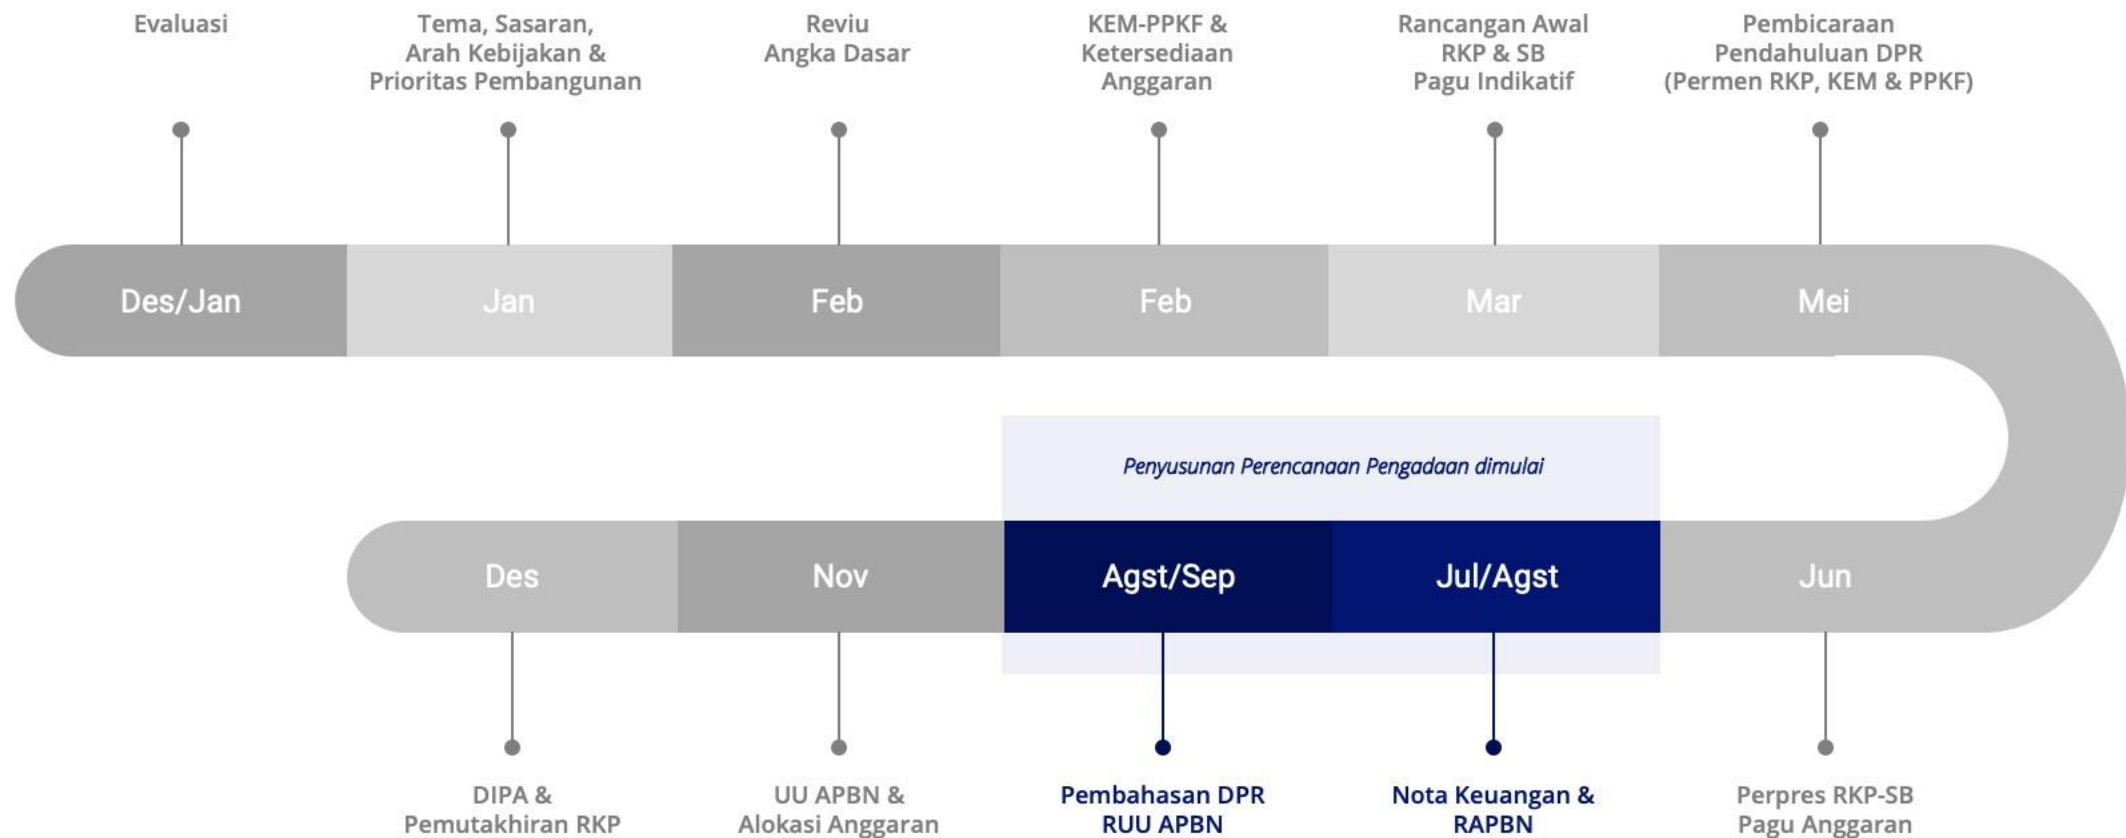 Evaluasi
Tema, Sasaran,
Arah Kebijakan &
Prioritas Pembangunan
Reviu
Angka Dasar
KEM-PPKF &
Ketersediaan
Anggaran
Rancangan Awal
RKP & SB
Pagu Indikatif
Pembicaraan
Pendahuluan DPR
(Permen RKP, KEM & PPKF)
Des/Jan
Jan
Feb
Feb
Mar
Mei
Penyusunan Perencanaan Pengadaan dimulai
Des
Nov
Agst/Sep
Jul/Agst
Jun
DIPA &
Pemutakhiran RKP
UU APBN &
Alokasi Anggaran
Pembahasan DPR
RUU APBN
Nota Keuangan &
RAPBN
Perpres RKP-SB
Pagu Anggaran